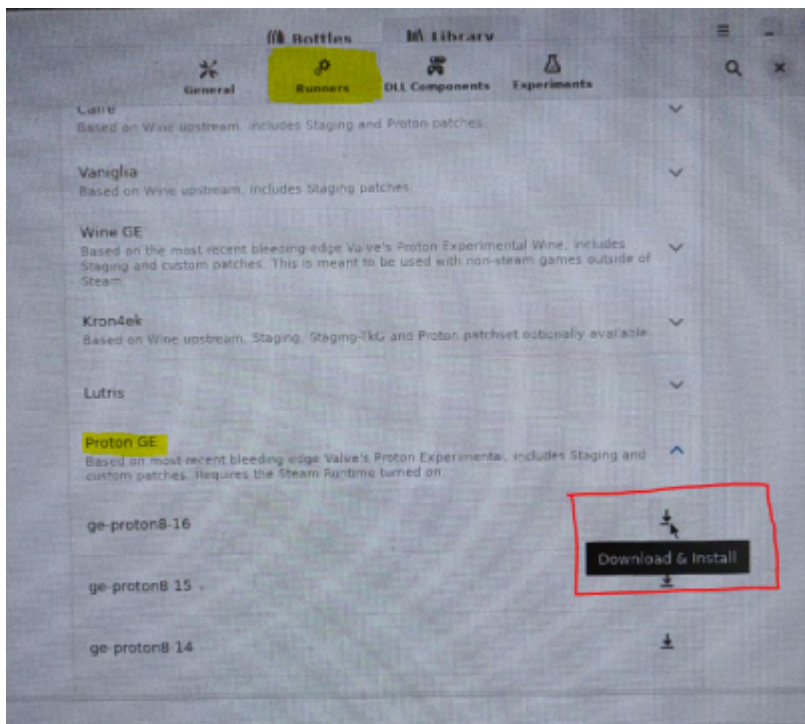 Bottles Library
General Runners DLL Components Experiments
Caffe
Based on Wine upstream, includes Staging and Proton patches.
Vaniglia
Based on Wine upstream, includes Staging patches.
Wine GE
Based on the most recent bleeding-edge Valve's Proton Experimental Wine, includes
Staging and custom patches. This is meant to be used with non-steam games outside of
Steam.
Kron4ek
Based on Wine upstream, Staging, Staging-TkG and Proton patchset optionally available.
Lutris
Proton GE
Based on most recent bleeding edge Valve's Proton Experimental, includes Staging and
custom patches. Requires the Steam Runtime turned on.
ge-proton8-16
Download & Install
ge-proton8-15
ge-proton8-14